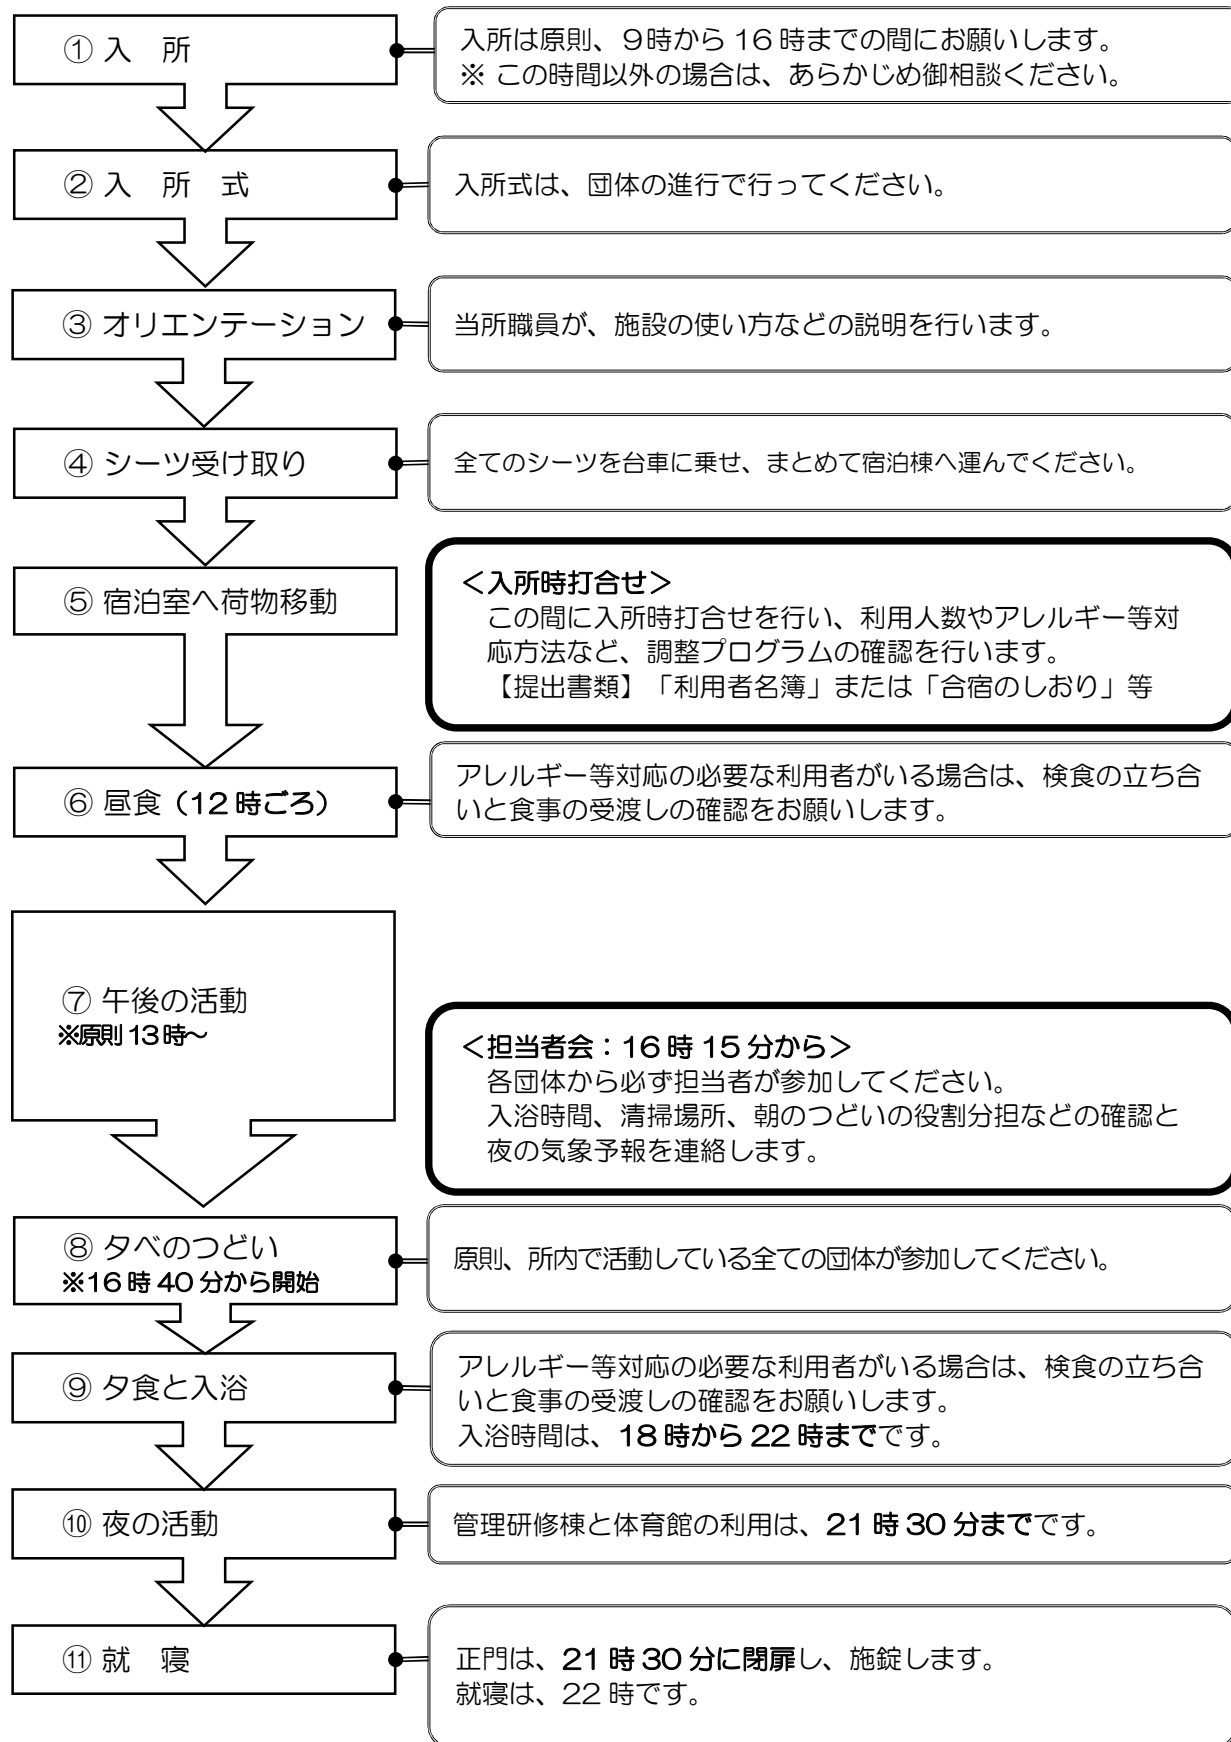 ① 入　所
入所は原則、9時から 16 時までの間にお願いします。
※ この時間以外の場合は、あらかじめ御相談ください。
② 入　所　式
入所式は、団体の進行で行ってください。
③ オリエンテーション
当所職員が、施設の使い方などの説明を行います。
④ シーツ受け取り
全てのシーツを台車に乗せ、まとめて宿泊棟へ運んでください。
⑤ 宿泊室へ荷物移動
＜入所時打合せ＞
この間に入所時打合せを行い、利用人数やアレルギー等対
応方法など、調整プログラムの確認を行います。
【提出書類】「利用者名簿」または「合宿のしおり」等
⑥ 昼食（12 時ごろ）
アレルギー等対応の必要な利用者がいる場合は、検食の立ち合
いと食事の受渡しの確認をお願いします。
⑦ 午後の活動
※原則 13 時～
＜担当者会：16 時 15 分から＞
各団体から必ず担当者が参加してください。
入浴時間、清掃場所、朝のつどいの役割分担などの確認と
夜の気象予報を連絡します。
⑧ 夕べのつどい
※16 時 40 分から開始
原則、所内で活動している全ての団体が参加してください。
⑨ 夕食と入浴
アレルギー等対応の必要な利用者がいる場合は、検食の立ち合
いと食事の受渡しの確認をお願いします。
入浴時間は、18 時から 22 時までです。
⑩ 夜の活動
管理研修棟と体育館の利用は、21 時 30 分までです。
⑪ 就　寝
正門は、21 時 30 分に閉扉し、施錠します。
就寝は、22 時です。